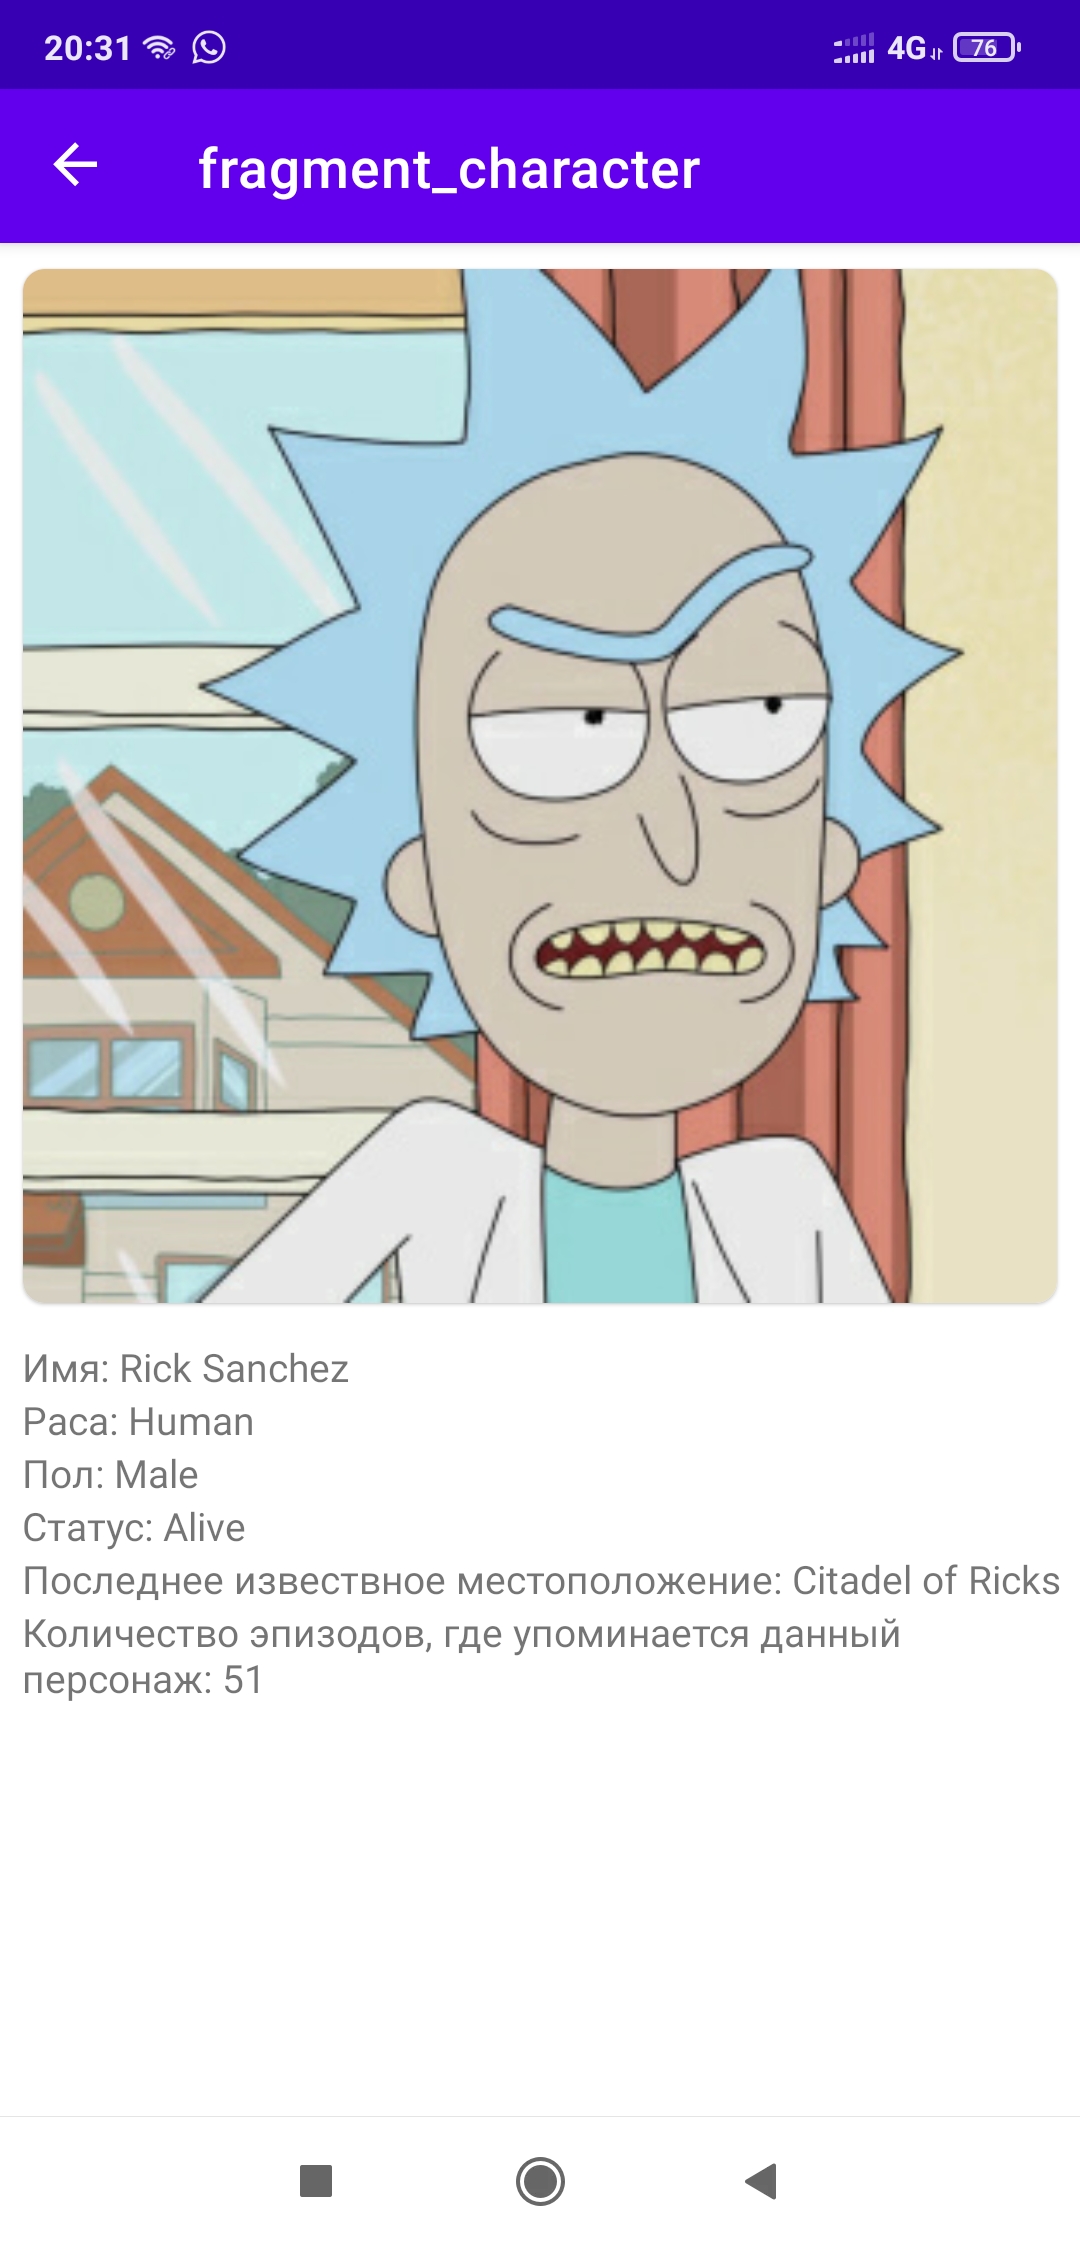 20:31 4G 76
fragment_character
Имя: Rick Sanchez
Раса: Human
Пол: Male
Статус: Alive
Последнее извествное местоположение: Citadel of Ricks
Количество эпизодов, где упоминается данный
персонаж: 51